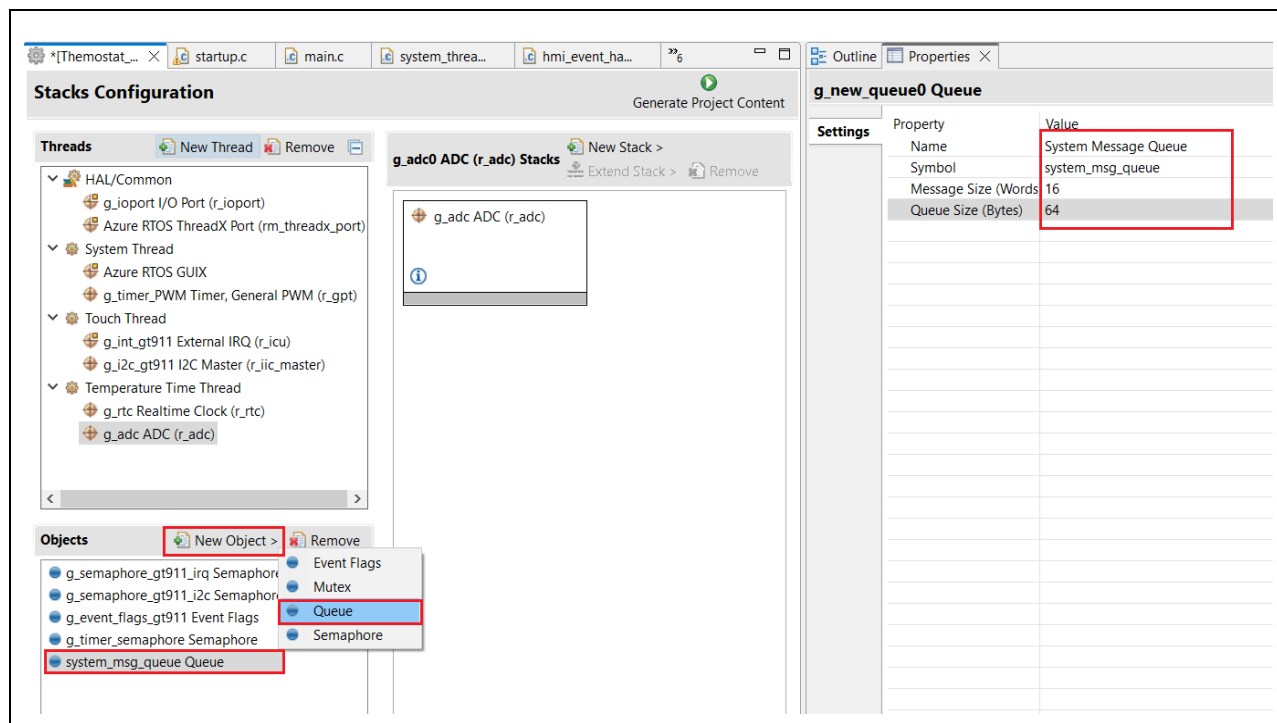 *[Themostat_...
startup.c
main.c
system_threa...
hmi_event_ha...
»6
Outline
Properties
Stacks Configuration
Generate Project Content
g_new_queue0 Queue
Threads
New Thread
Remove
g_adc0 ADC (r_adc) Stacks
New Stack >
Extend Stack >
Remove
Settings
Property
Value
Name
System Message Queue
Symbol
system_msg_queue
Message Size (Words
16
Queue Size (Bytes)
64
HAL/Common
g_ioport I/O Port (r_ioport)
Azure RTOS ThreadX Port (rm_threadx_port)
System Thread
Azure RTOS GUIX
g_timer_PWM Timer, General PWM (r_gpt)
Touch Thread
g_int_gt911 External IRQ (r_icu)
g_i2c_gt911 I2C Master (r_iic_master)
Temperature Time Thread
g_rtc Realtime Clock (r_rtc)
g_adc ADC (r_adc)
g_adc ADC (r_adc)
Objects
New Object >
Remove
g_semaphore_gt911_irq Semaphore
g_semaphore_gt911_i2c Semaphore
g_event_flags_gt911 Event Flags
g_timer_semaphore Semaphore
system_msg_queue Queue
Event Flags
Mutex
Queue
Semaphore